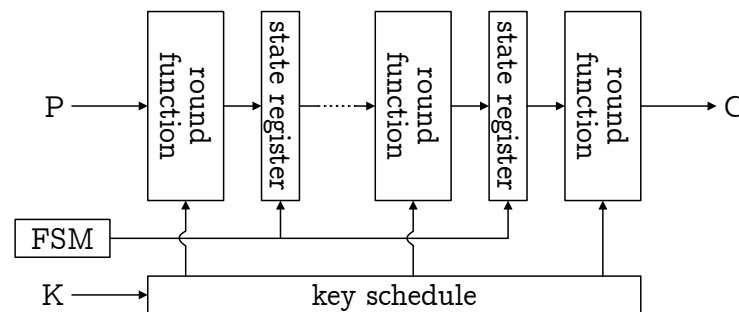 P
round
function
state register
round
function
state register
round
function
C
FSM
K
key schedule